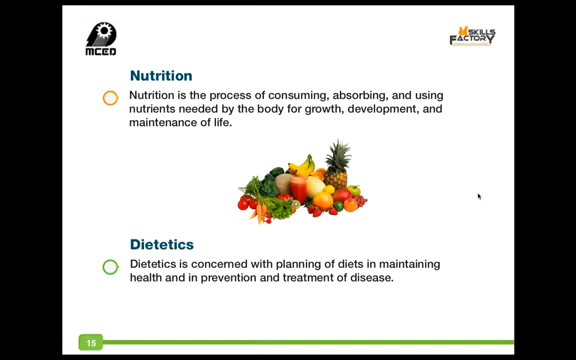 MCED
SKILLS
FACTORY
Nutrition
Nutrition is the process of consuming, absorbing, and using
nutrients needed by the body for growth, development, and
maintenance of life.
Dietetics
Dietetics is concerned with planning of diets in maintaining
health and in prevention and treatment of disease.
15